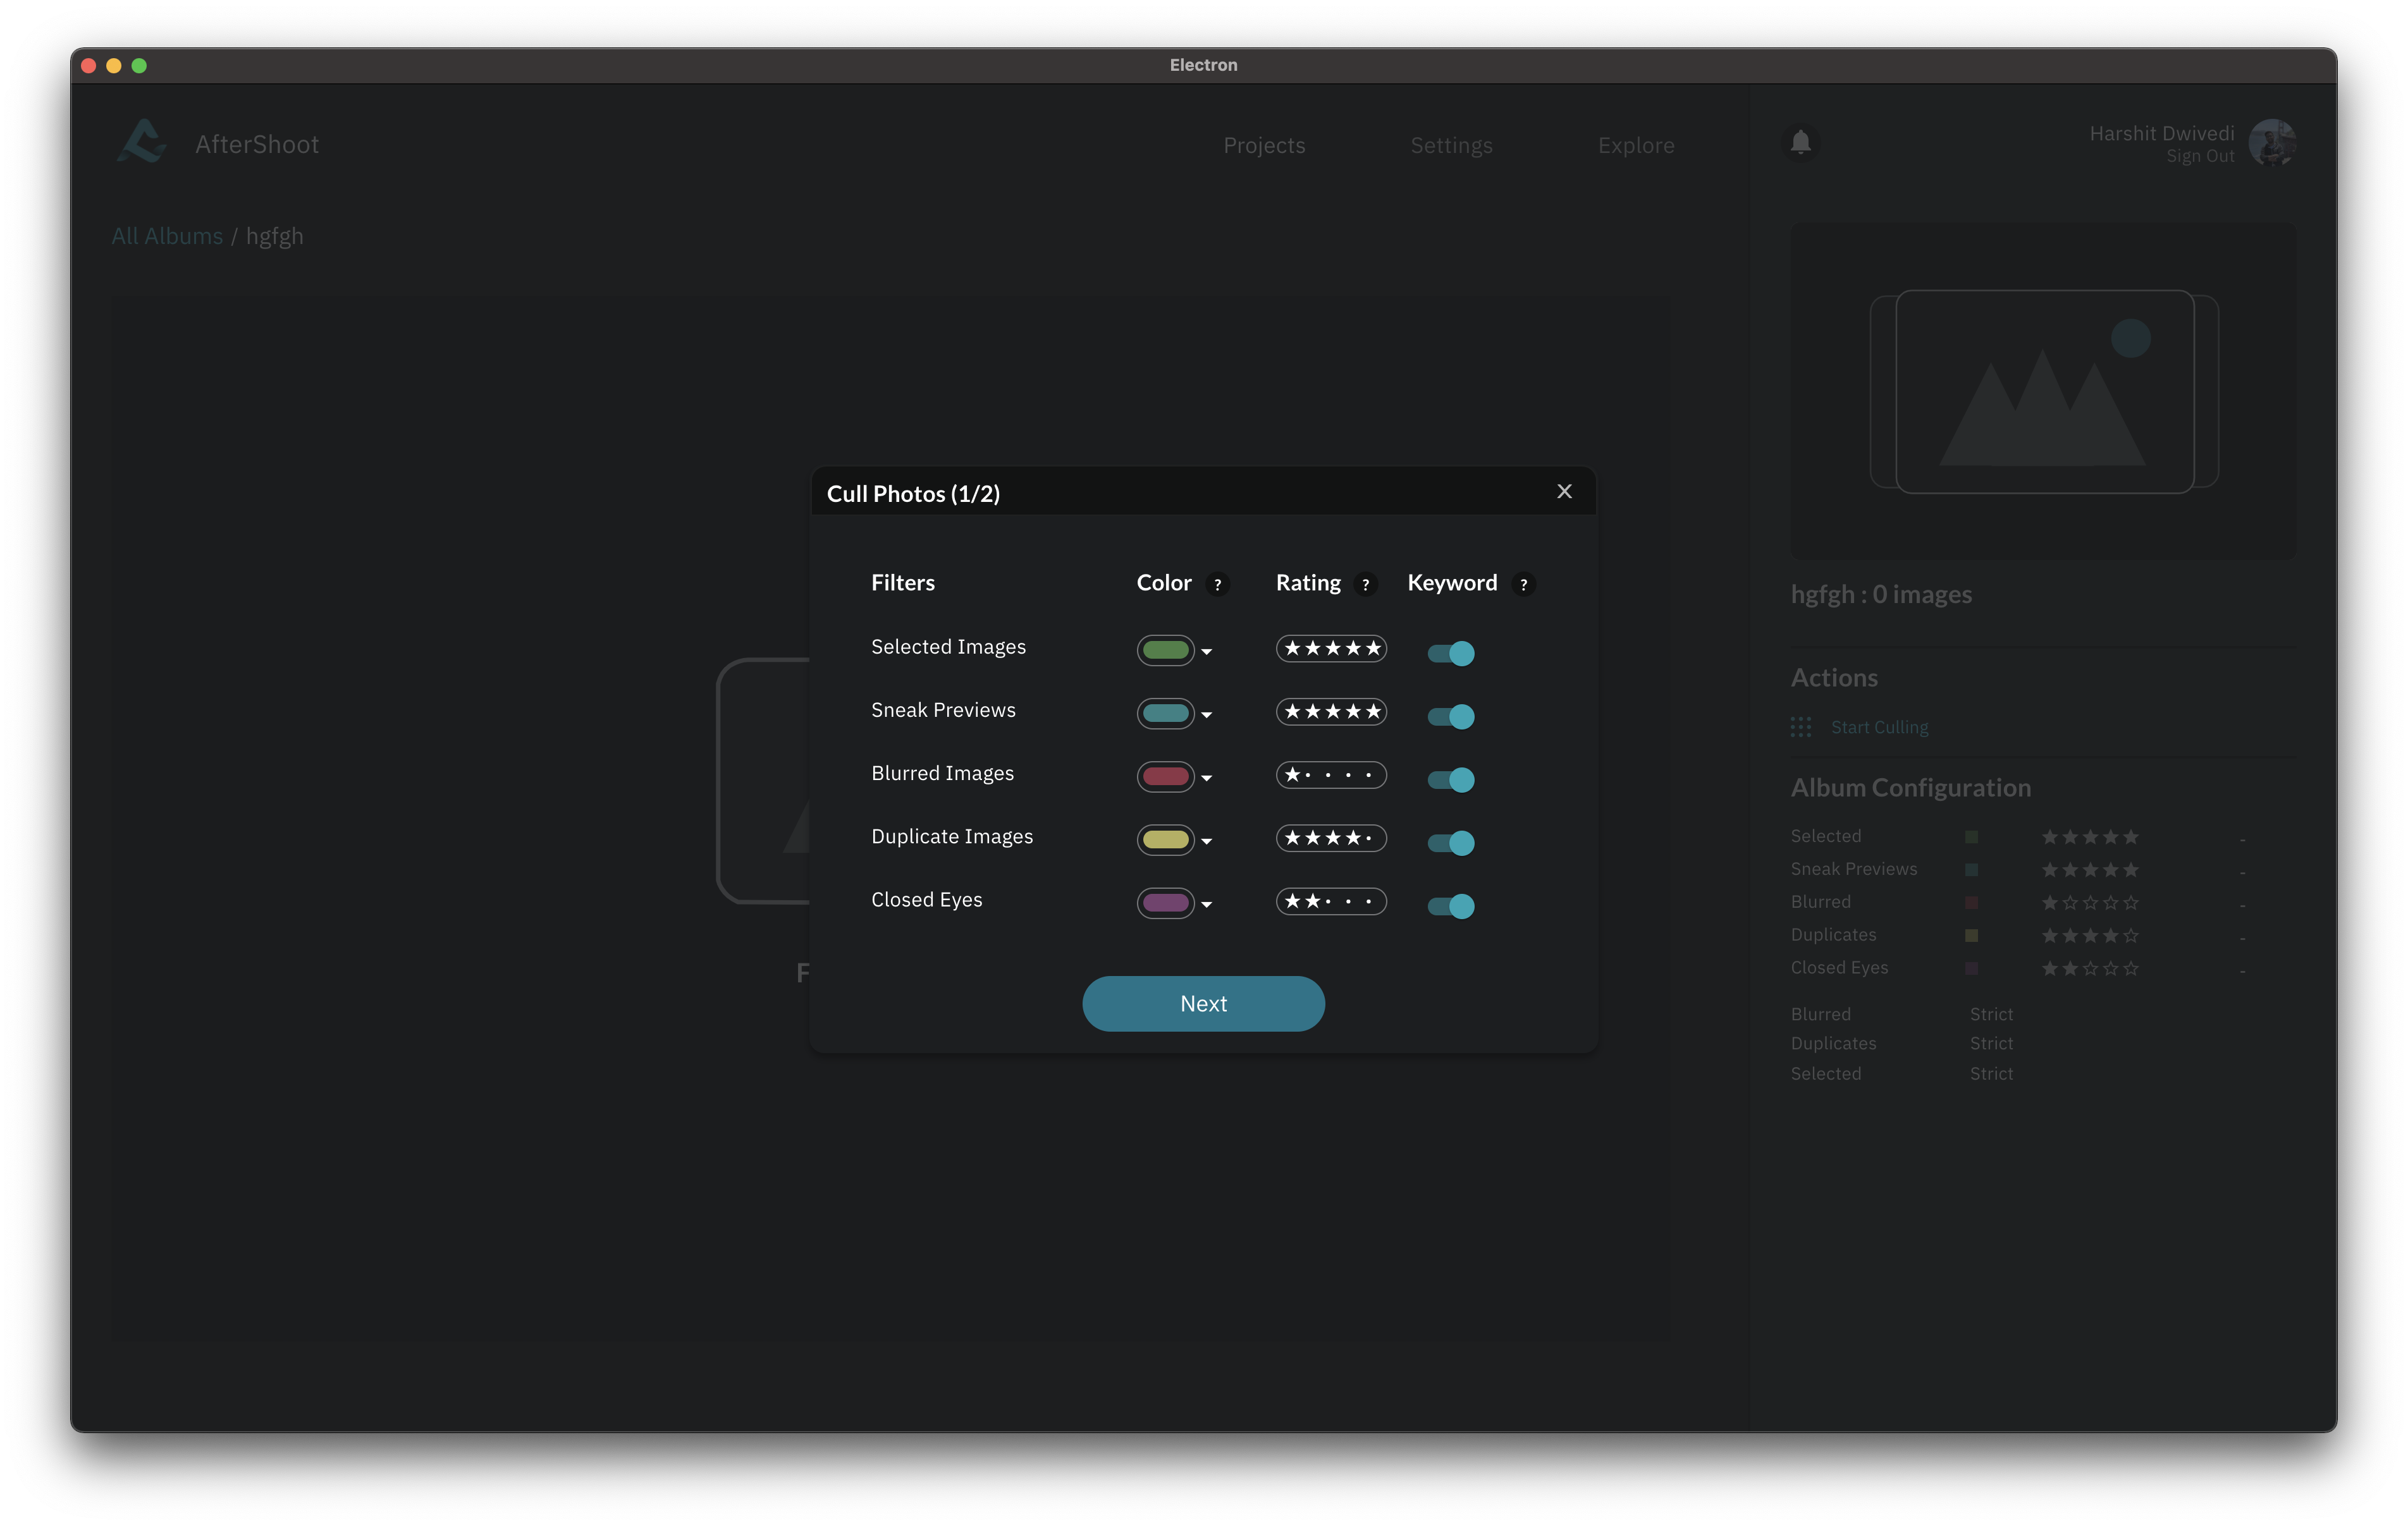 Electron
AfterShoot
Projects
Settings
Explore
Harshit Dwivedi
Sign Out
All Albums / hgfgh
Cull Photos (1/2)
X
Filters
Color ?
Rating ?
Keyword ?
Selected Images
Sneak Previews
Blurred Images
Duplicate Images
Closed Eyes
Next
F
hgfgh : 0 images
Actions
Start Culling
Album Configuration
Selected -
Sneak Previews -
Blurred -
Duplicates -
Closed Eyes -
Blurred Strict
Duplicates Strict
Selected Strict